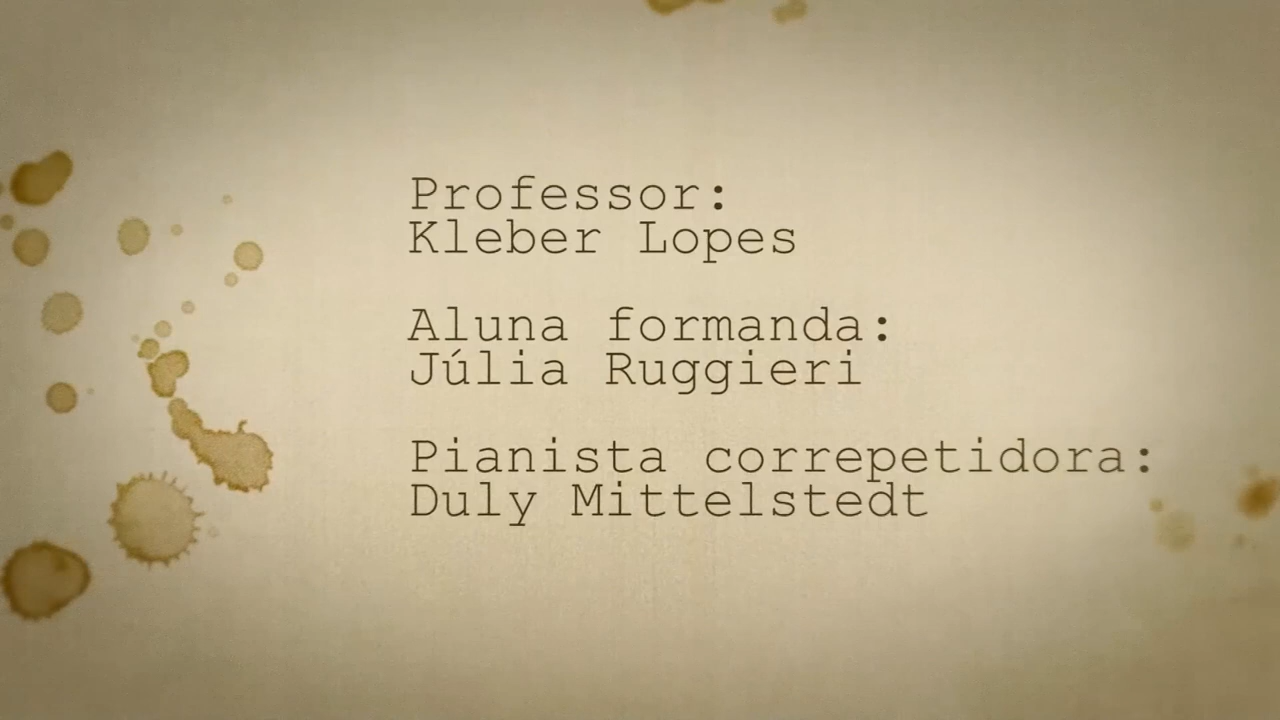 Professor:
Kleber Lopes
Aluna formanda:
Júlia Ruggieri
Pianista correpetidora:
Duly Mittelstedt